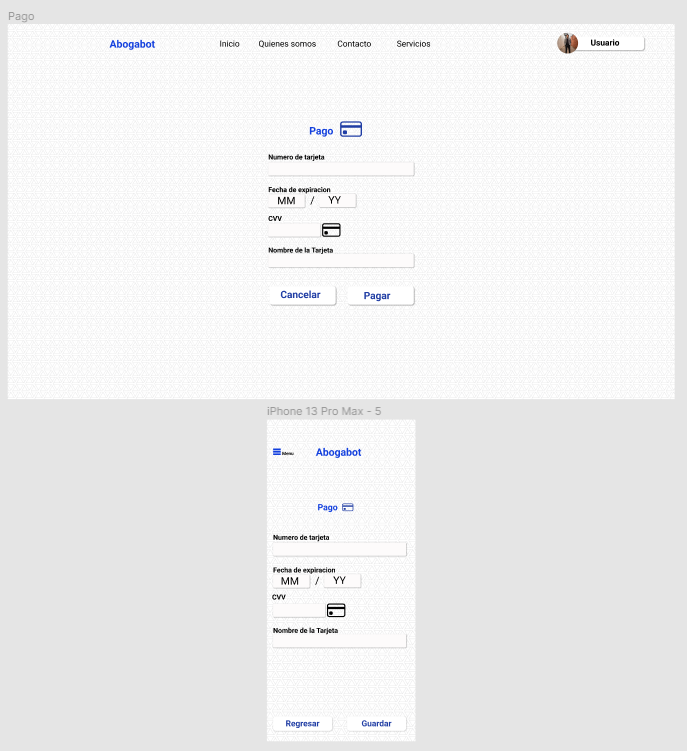 Pago
Abogabot
Inicio Quienes somos Contacto Servicios
Usuario
Pago
Numero de tarjeta
Fecha de expiracion
MM / YY
CVV
Nombre de la Tarjeta
Cancelar Pagar
iPhone 13 Pro Max - 5
Menu Abogabot
Pago
Numero de tarjeta
Fecha de expiracion
MM / YY
CVV
Nombre de la Tarjeta
Regresar Guardar